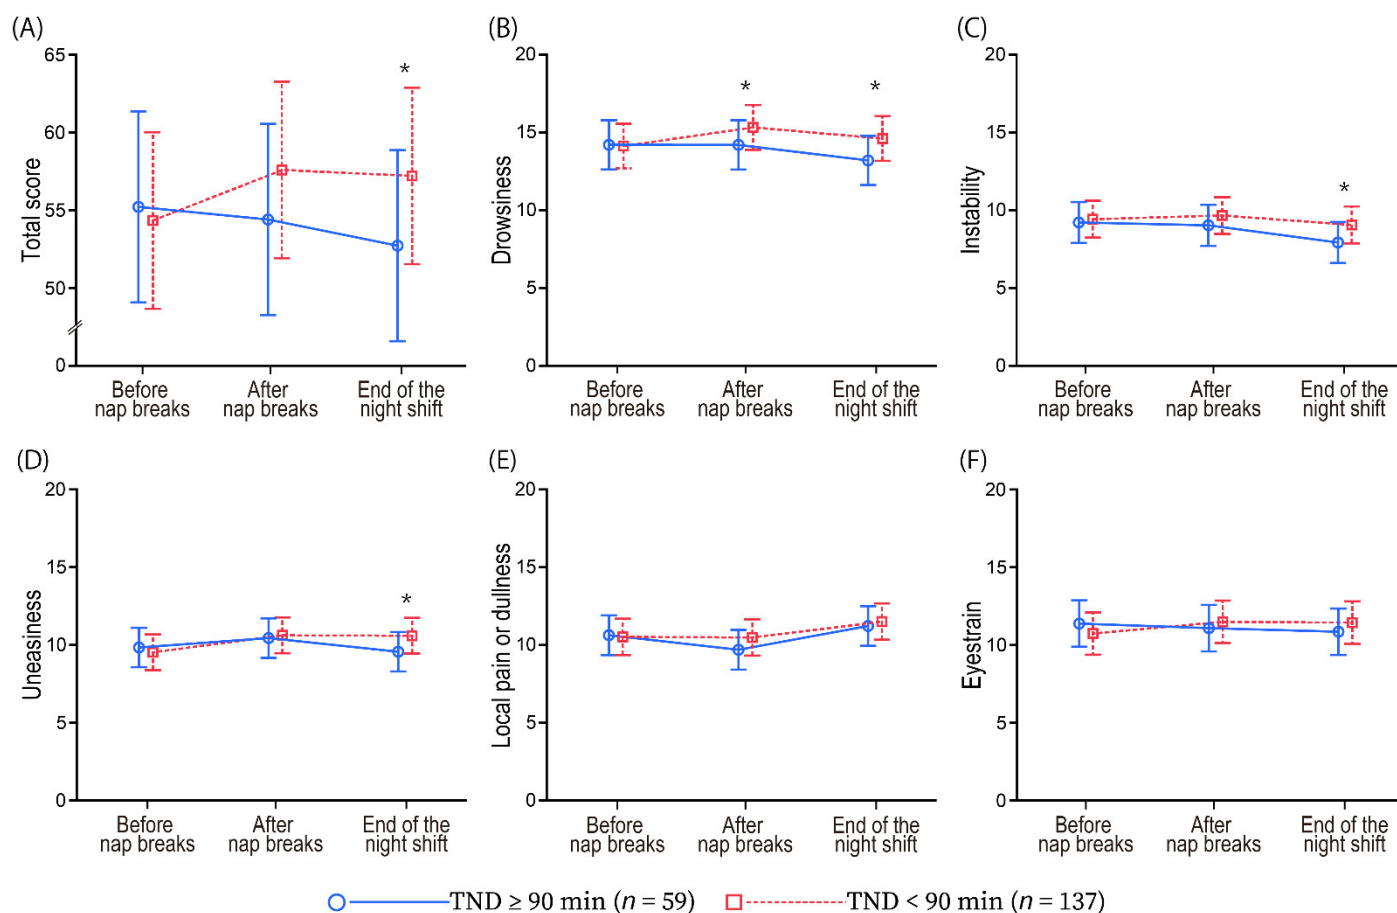 (A)
Total score
65
60
55
50
0
*
Before
nap breaks
After
nap breaks
End of the
night shift
(B)
Drowsiness
20
15
10
5
0
*
*
Before
nap breaks
After
nap breaks
End of the
night shift
(C)
Instability
20
15
10
5
0
*
Before
nap breaks
After
nap breaks
End of the
night shift
(D)
Uneasiness
20
15
10
5
0
*
Before
nap breaks
After
nap breaks
End of the
night shift
(E)
Local pain or dullness
20
15
10
5
0
Before
nap breaks
After
nap breaks
End of the
night shift
(F)
Eyestrain
20
15
10
5
0
Before
nap breaks
After
nap breaks
End of the
night shift
TND ≥ 90 min (n = 59)
TND < 90 min (n = 137)